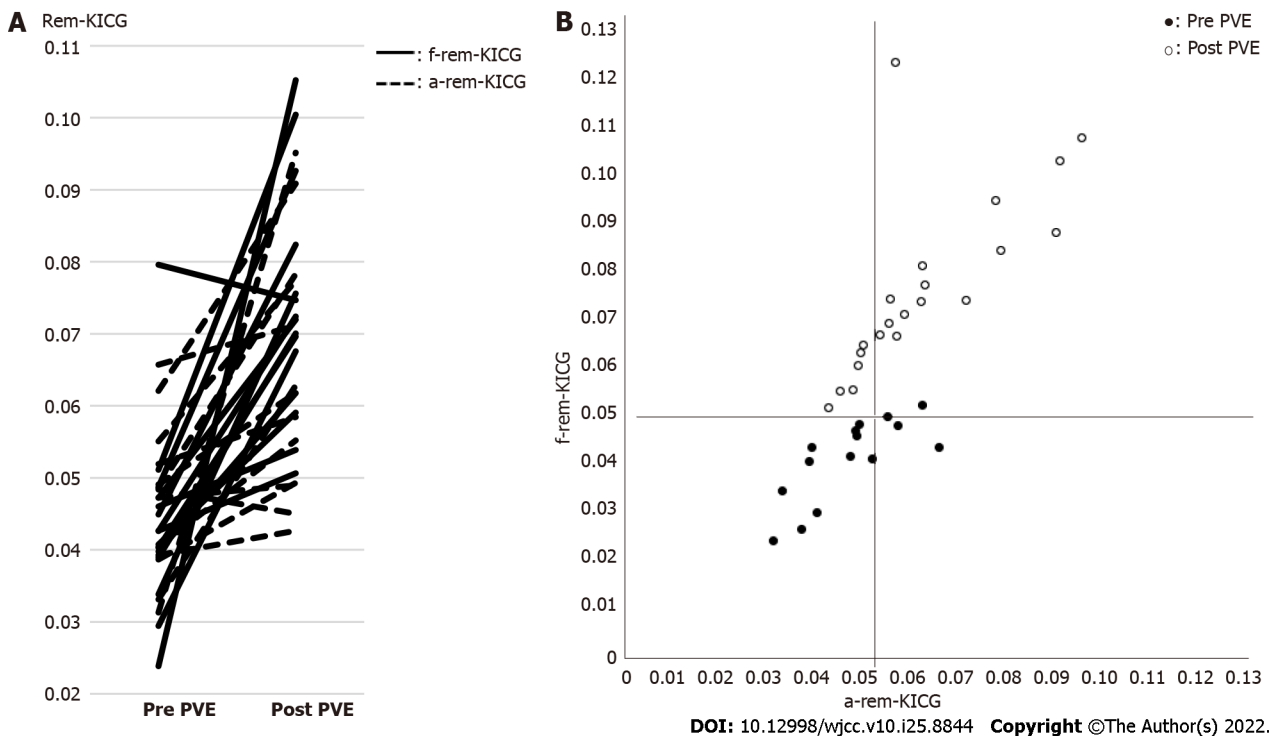 A
Rem-KICG
0.11
0.10
0.09
0.08
0.07
0.06
0.05
0.04
0.03
0.02
Pre PVE Post PVE
: f-rem-KICG
: a-rem-KICG
B
: Pre PVE
: Post PVE
f-rem-KICG
0.13
0.12
0.11
0.10
0.09
0.08
0.07
0.06
0.05
0.04
0.03
0.02
0.01
0
0 0.01 0.02 0.03 0.04 0.05 0.06 0.07 0.08 0.09 0.10 0.11 0.12 0.13
a-rem-KICG
DOI: 10.12998/wjcc.v10.i25.8844 Copyright ©The Author(s) 2022.